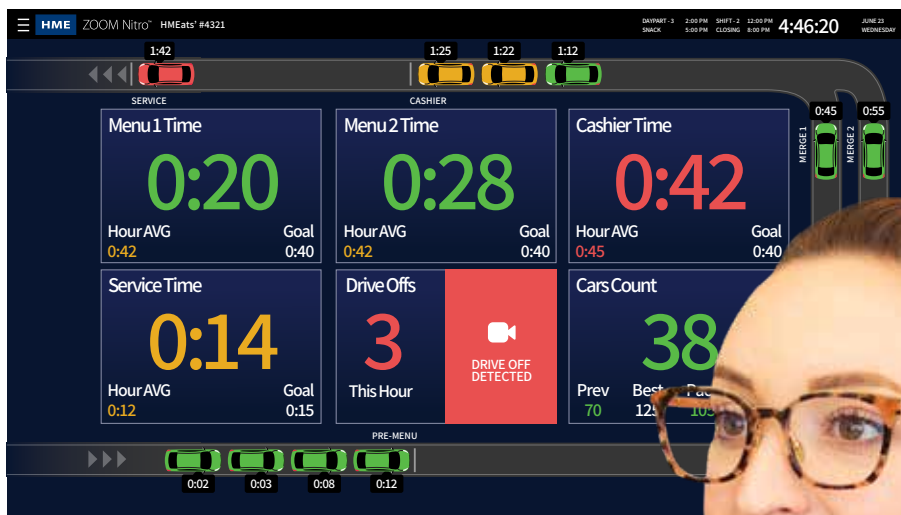 HME ZOOM Nitro™ HMEats' #4321
DAYPART - 3 2:00 PM SHIFT - 2 12:00 PM
SNACK 5:00 PM CLOSING 8:00 PM
4:46:20
JUNE 23
WEDNESDAY
1:42 1:25 1:22 1:12
SERVICE CASHIER
0:45 0:55
MERGE 1 MERGE 2
Menu 1 Time
0:20
Hour AVG Goal
0:42 0:40
Menu 2 Time
0:28
Hour AVG Goal
0:42 0:40
Cashier Time
0:42
Hour AVG Goal
0:45 0:40
Service Time
0:14
Hour AVG Goal
0:12 0:15
Drive Offs
3
This Hour
DRIVE OFF
DETECTED
Cars Count
38
Prev Best
70 125 105
PRE-MENU
0:02 0:03 0:08 0:12